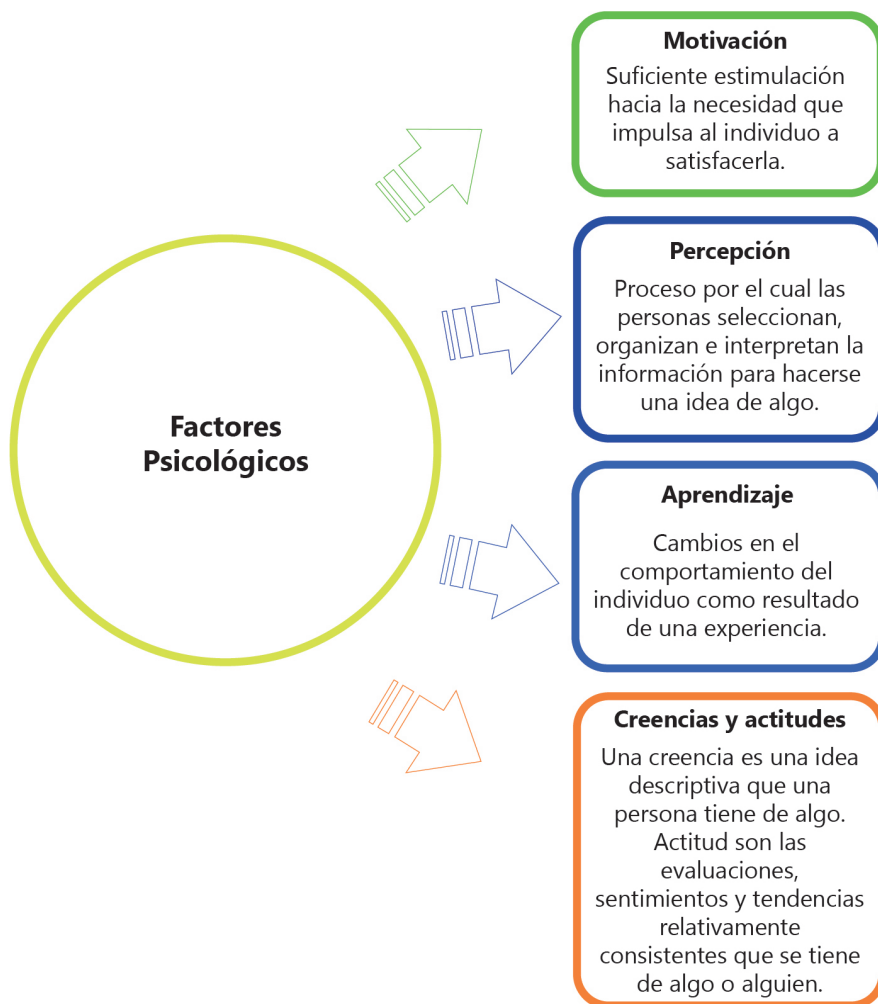 Factores
Psicológicos
Motivación
Suficiente estimulación
hacia la necesidad que
impulsa al individuo a
satisfacerla.
Percepción
Proceso por el cual las
personas seleccionan,
organizan e interpretan la
información para hacerse
una idea de algo.
Aprendizaje
Cambios en el
comportamiento del
individuo como resultado
de una experiencia.
Creencias y actitudes
Una creencia es una idea
descriptiva que una
persona tiene de algo.
Actitud son las
evaluaciones,
sentimientos y tendencias
relativamente
consistentes que se tiene
de algo o alguien.